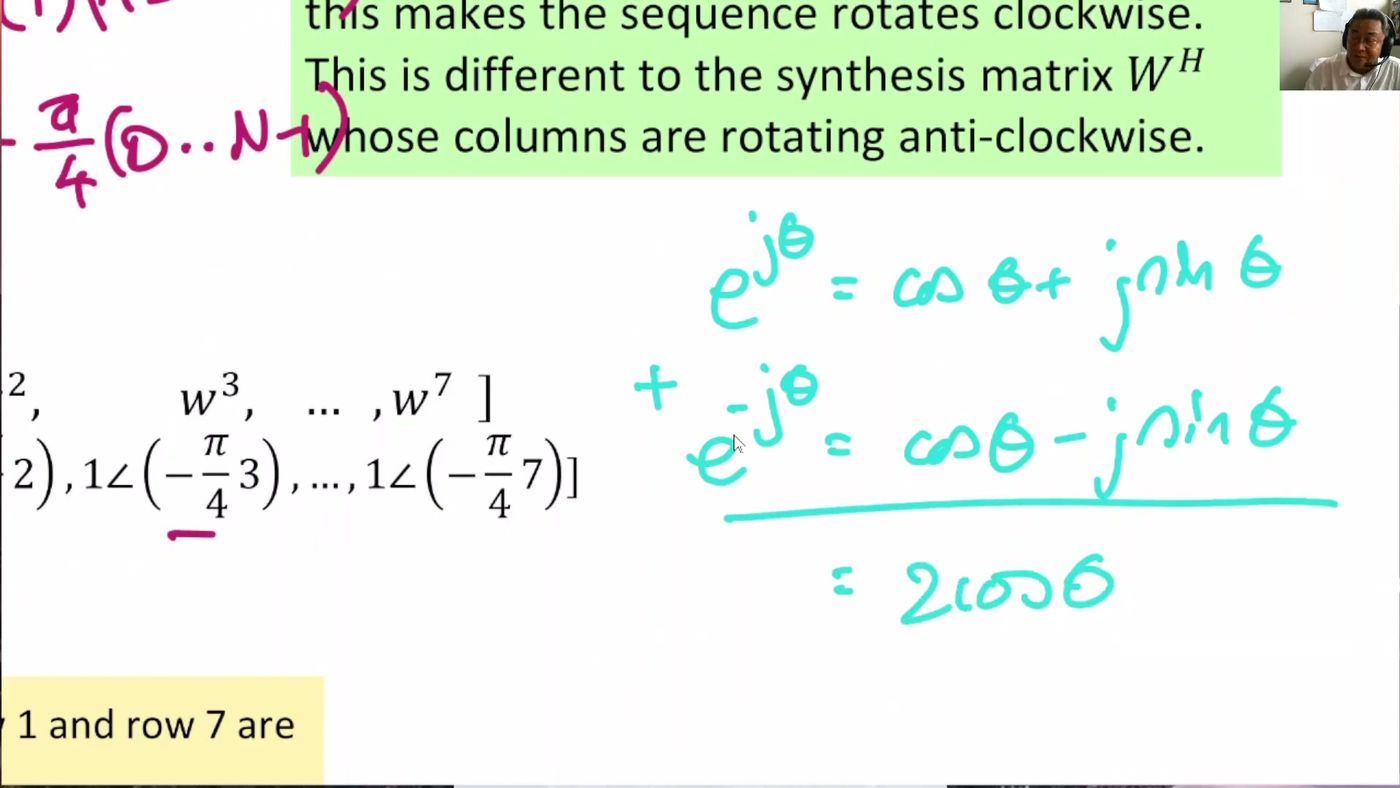 this makes the sequence rotates clockwise.
This is different to the synthesis matrix W^H
whose columns are rotating anti-clockwise.
- π/4 (0..N-1)
e^{jθ} = cos θ + j sin θ
+ e^{-jθ} = cos θ - j sin θ
= 2 cos θ
2, w^3, ... , w^7 ]
2), 1∠(-π/4 3), ..., 1∠(-π/4 7)]
1 and row 7 are